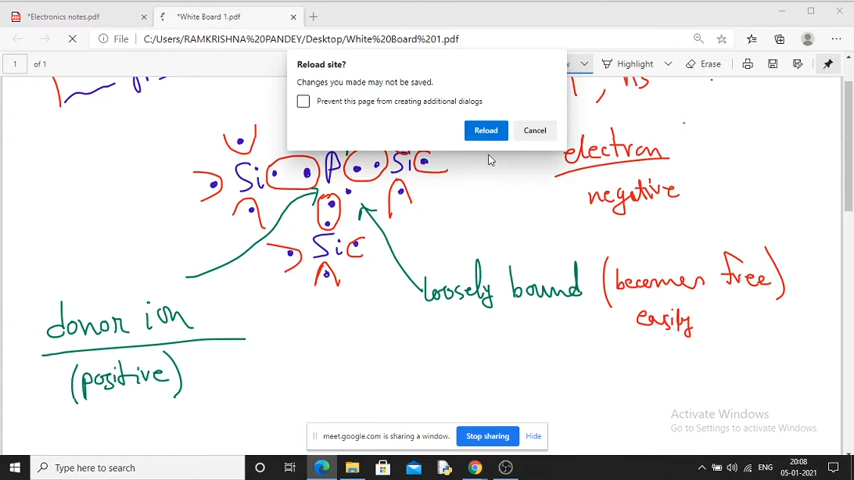 *Electronics notes.pdf
*White Board 1.pdf
File C:/Users/RAMKRISHNA%20PANDEY/Desktop/White%20Board%201.pdf
1 of 1
Highlight
Erase
Reload site?
Changes you made may not be saved.
Prevent this page from creating additional dialogs
Reload Cancel
electron
negative
Si P Si
Si
loosely bound (becomes free)
easily
donor ion
(positive)
Activate Windows
Go to Settings to activate Windows.
meet.google.com is sharing a window. Stop sharing Hide
Type here to search
ENG
20:08
05-01-2021